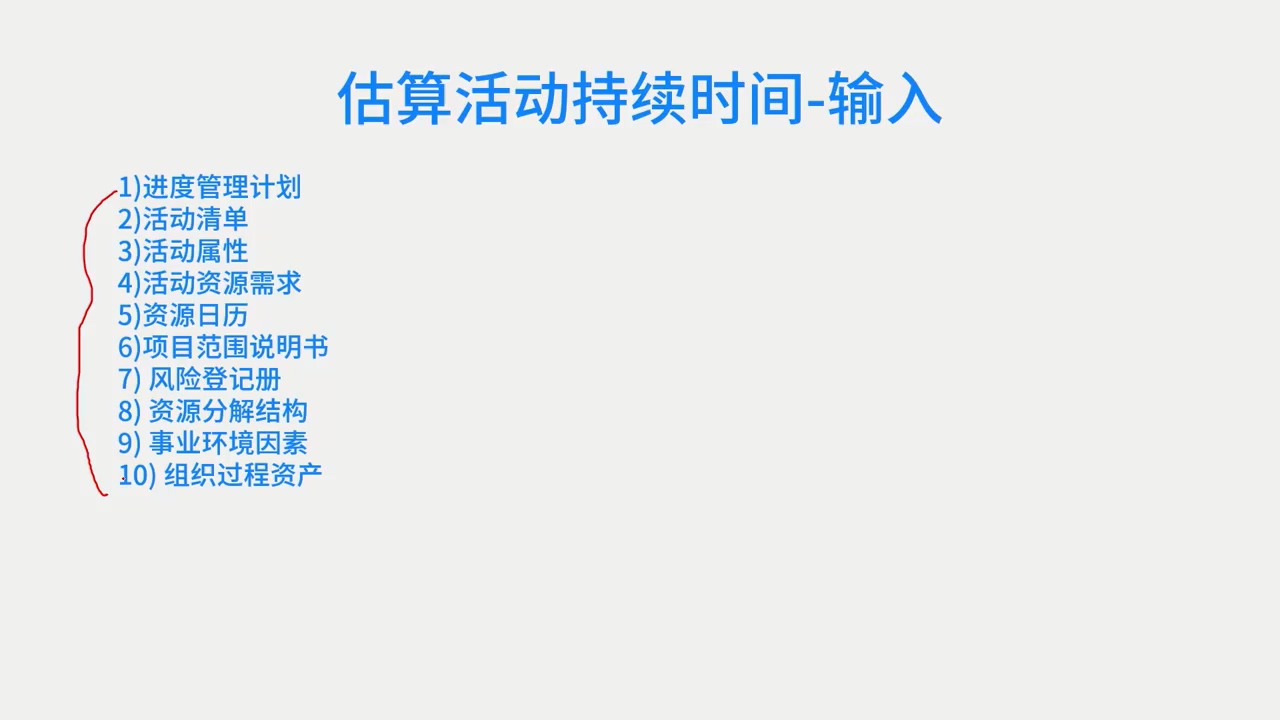 估算活动持续时间-输入
1)进度管理计划
2)活动清单
3)活动属性
4)活动资源需求
5)资源日历
6)项目范围说明书
7) 风险登记册
8) 资源分解结构
9) 事业环境因素
10) 组织过程资产